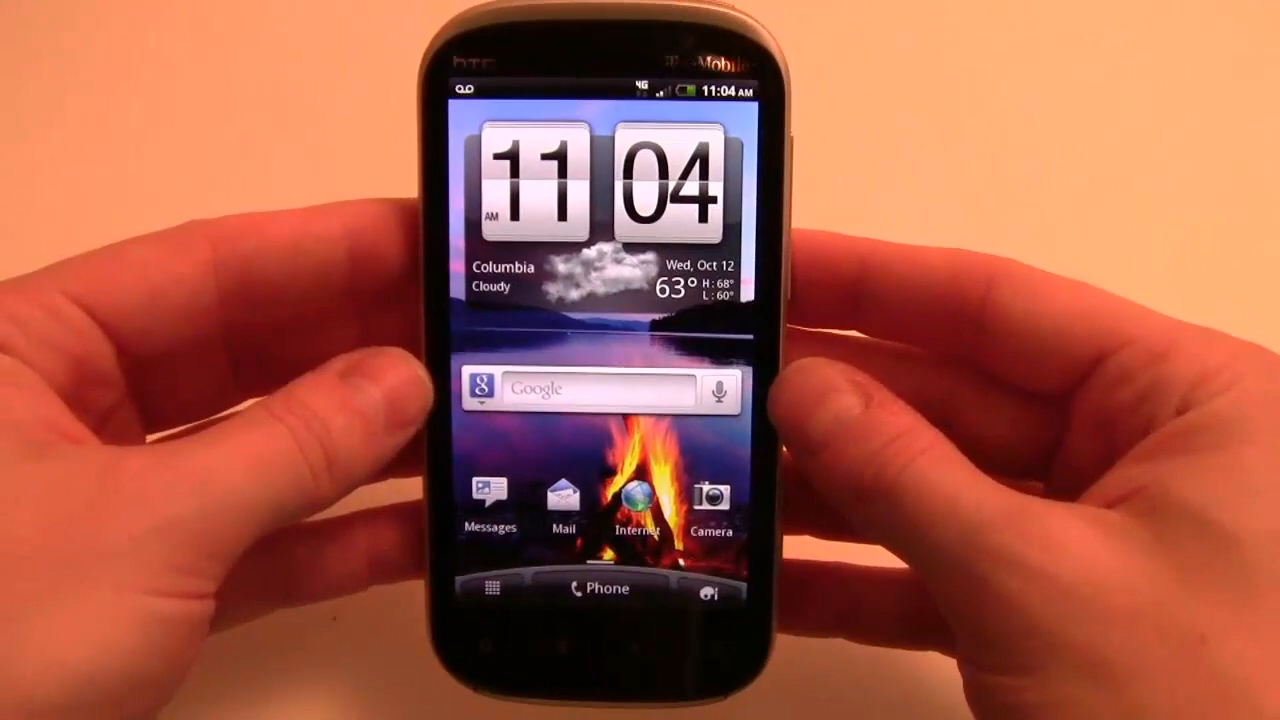 hTC T-Mobile
4G 11:04 AM
11 04
AM
Columbia Wed, Oct 12
Cloudy 63° H: 68°
L: 60°
g Google
Messages Mail Internet Camera
Phone